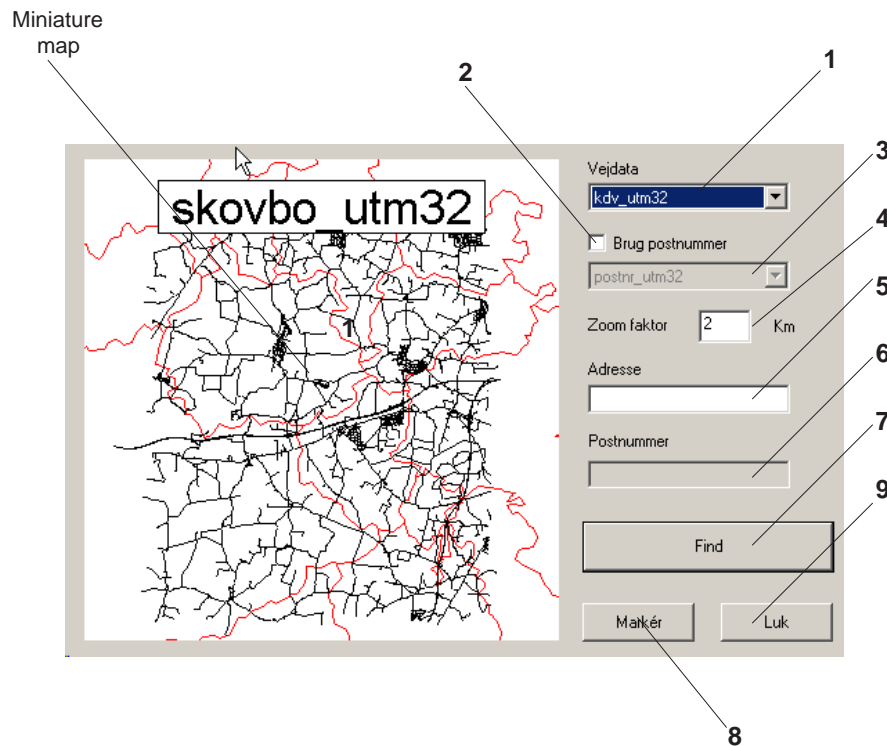 Miniature
map
2
1
Vejdata
3
kdv_utm32
skovbo_utm32
4
Brug postnummer
postnr_utm32
5
Zoom faktor
2
Km
1
6
Adresse
7
Postnummer
9
Find
Markér
Luk
8